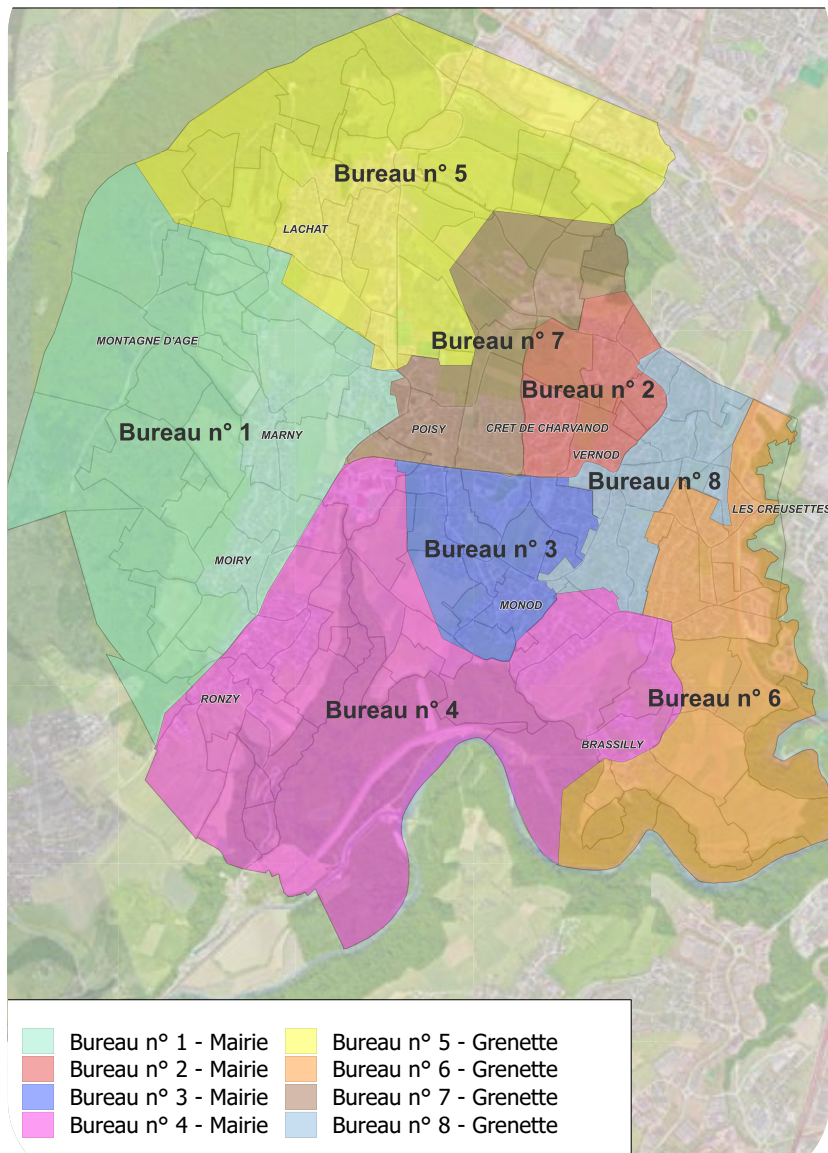 Bureau n° 5
LACHAT
MONTAGNE D'AGE
Bureau n° 7
Bureau n° 2
Bureau n° 1
MARNY
POISY
CRET DE CHARVANOD
VERNOD
Bureau n° 8
LES CREUSETTES
Bureau n° 3
MOIRY
MONOD
RONZY
Bureau n° 4
Bureau n° 6
BRASSILLY
Bureau n° 1 - Mairie
Bureau n° 2 - Mairie
Bureau n° 3 - Mairie
Bureau n° 4 - Mairie
Bureau n° 5 - Grenette
Bureau n° 6 - Grenette
Bureau n° 7 - Grenette
Bureau n° 8 - Grenette